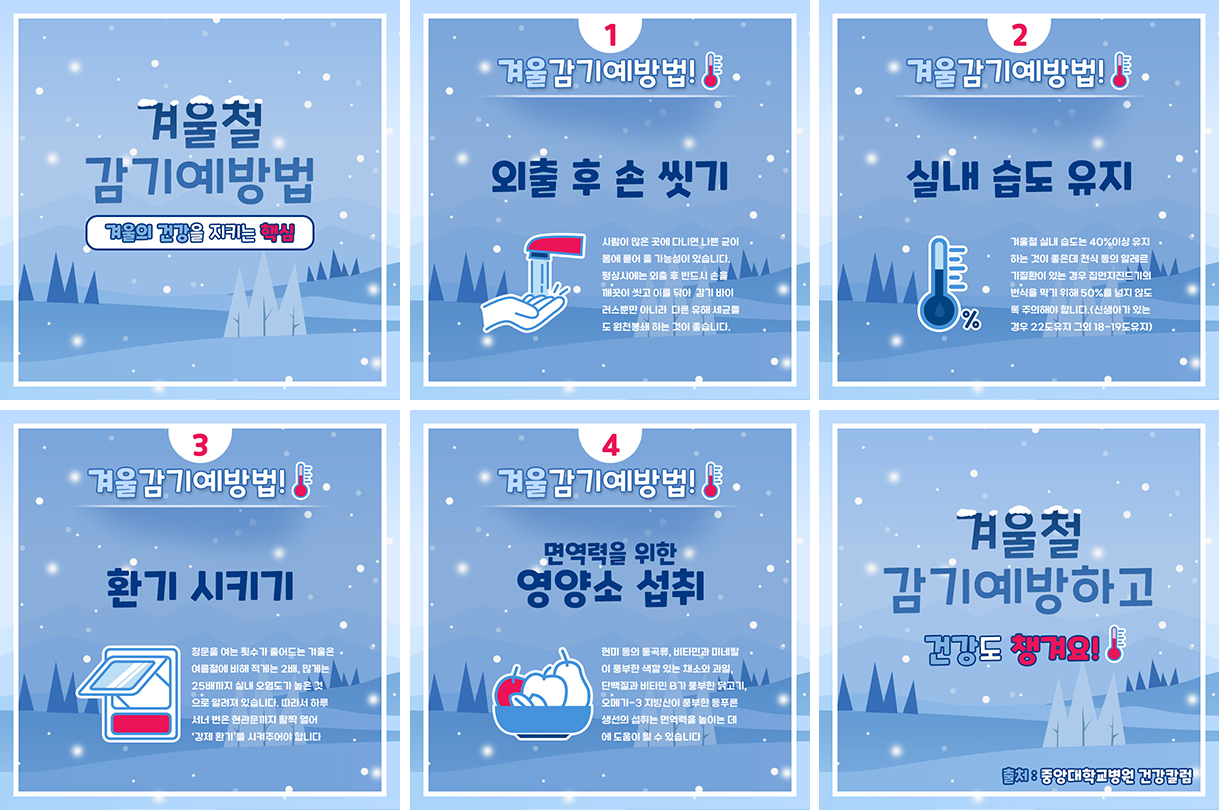 겨울철
감기예방법
겨울의 건강을 지키는 핵심
1
겨울감기예방법!
외출 후 손 씻기
사람이 많은 곳에 다니면 나쁜 균이
몸에 묻어 올 가능성이 있습니다.
평상시에는 외출 후 반드시 손을
깨끗이 씻고 이를 닦아 감기 바이
러스뿐만 아니라 다른 유해 세균들
도 원천봉쇄 하는 것이 좋습니다.
2
겨울감기예방법!
실내 습도 유지
%
겨울철 실내 습도는 40%이상 유지
하는 것이 좋은데 천식 등의 알레르
기질환이 있는 경우 집먼지진드기의
번식을 막기 위해 50%를 넘지 않도
록 주의해야 합니다.(신생아가 있는
경우 22도유지 그외 18-19도유지)
3
겨울감기예방법!
환기 시키기
창문을 여는 횟수가 줄어드는 겨울은
여름철에 비해 적게는 2배, 많게는
25배까지 실내 오염도가 높은 것
으로 알려져 있습니다. 따라서 하루
서너 번은 현관문까지 활짝 열어
'강제 환기'를 시켜주어야 합니다
4
겨울감기예방법!
면역력을 위한
영양소 섭취
현미 등의 통곡류, 비타민과 미네랄
이 풍부한 색깔 있는 채소와 과일,
단백질과 비타민 B가 풍부한 닭고기,
오메가-3 지방산이 풍부한 등푸른
생선의 섭취는 면역력을 높이는 데
에 도움이 될 수 있습니다
겨울철
감기예방하고
건강도 챙겨요!
출처 : 중앙대학교병원 건강칼럼